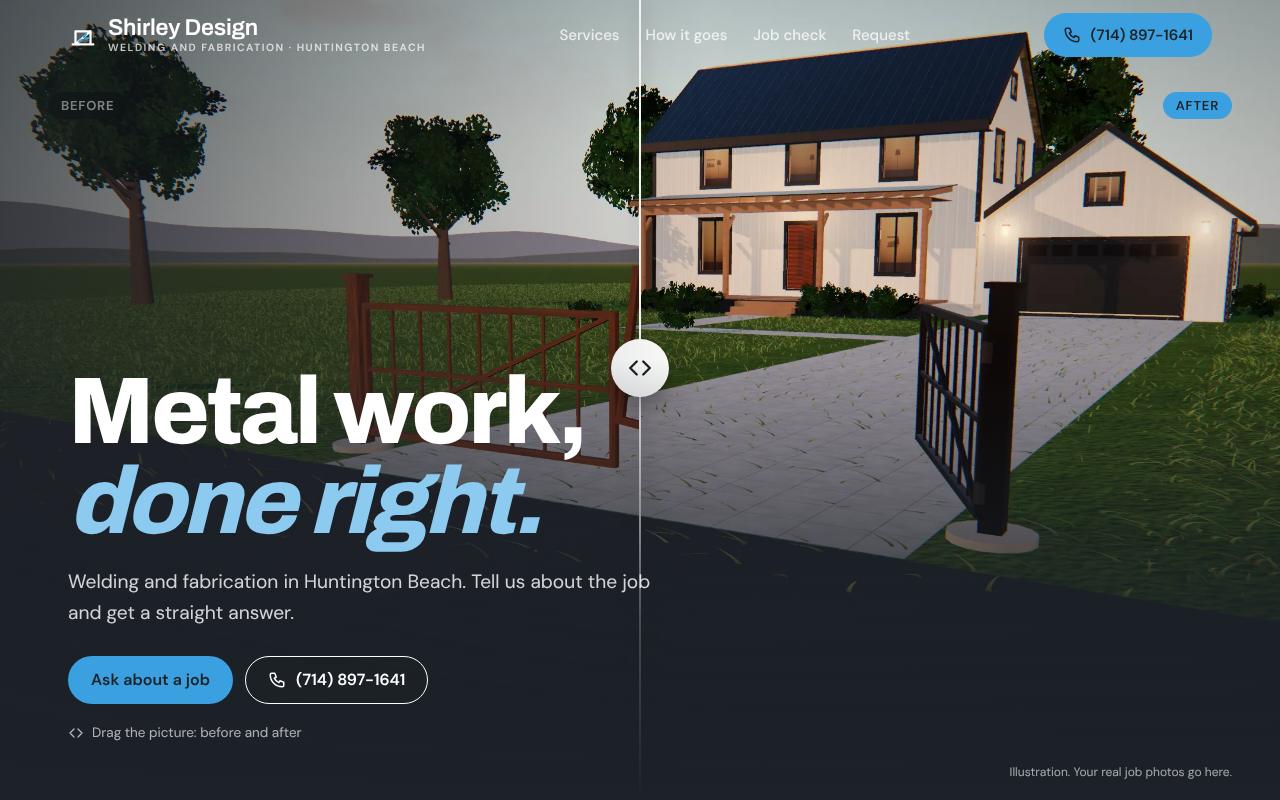 Shirley Design
WELDING AND FABRICATION · HUNTINGTON BEACH
Services
How it goes
Job check
Request
(714) 897-1641
BEFORE
AFTER
Metal work,
done right.
Welding and fabrication in Huntington Beach. Tell us about the job
and get a straight answer.
Ask about a job
(714) 897-1641
Drag the picture: before and after
Illustration. Your real job photos go here.